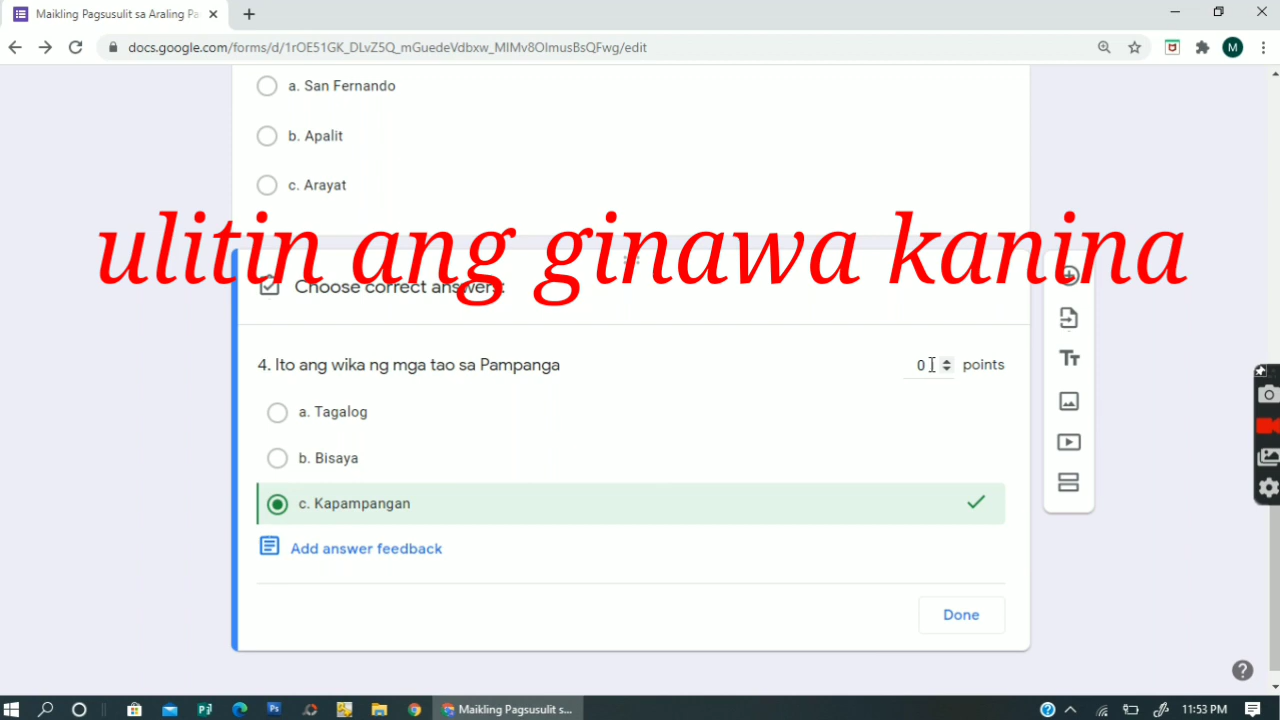 Maikling Pagsusulit sa Araling Pa
docs.google.com/forms/d/1rOE51GK_DLvZ5Q_mGuedeVdbxw_MIMv8OImusBsQFwg/edit
M
a. San Fernando
b. Apalit
c. Arayat
ulitin ang ginawa kanina
Choose correct answers:
4. Ito ang wika ng mga tao sa Pampanga
0 points
a. Tagalog
b. Bisaya
c. Kapampangan
Add answer feedback
Done
Maikling Pagsusulit s...
11:53 PM